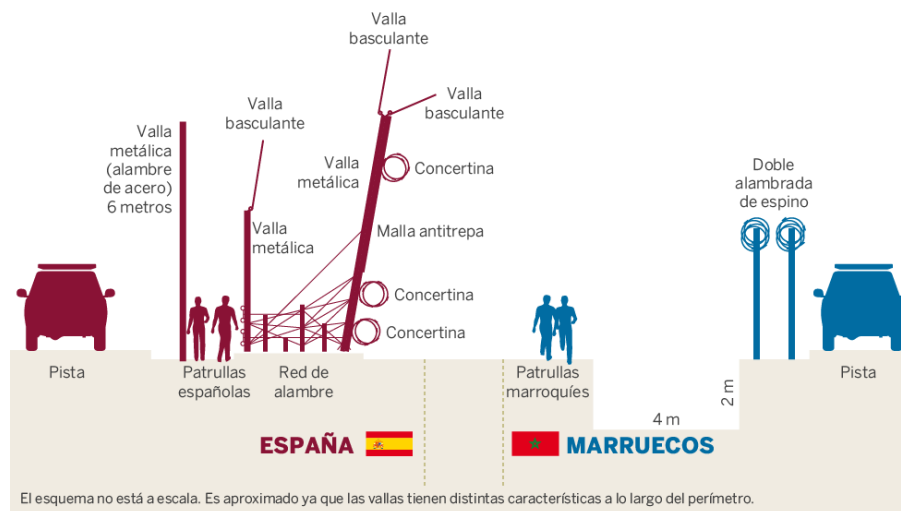 Valla
basculante
Valla
basculante
Valla
basculante
Valla
metálica
(alambre
de acero)
6 metros
Valla
metálica
Concertina
Doble
alambrada
de espino
Valla
metálica
Malla antitrepa
Concertina
Concertina
Pista
Patrullas
españolas
Red de
alambre
Patrullas
marroquíes
4 m
2 m
Pista
ESPAÑA
MARRUECOS
El esquema no está a escala. Es aproximado ya que las vallas tienen distintas características a lo largo del perímetro.